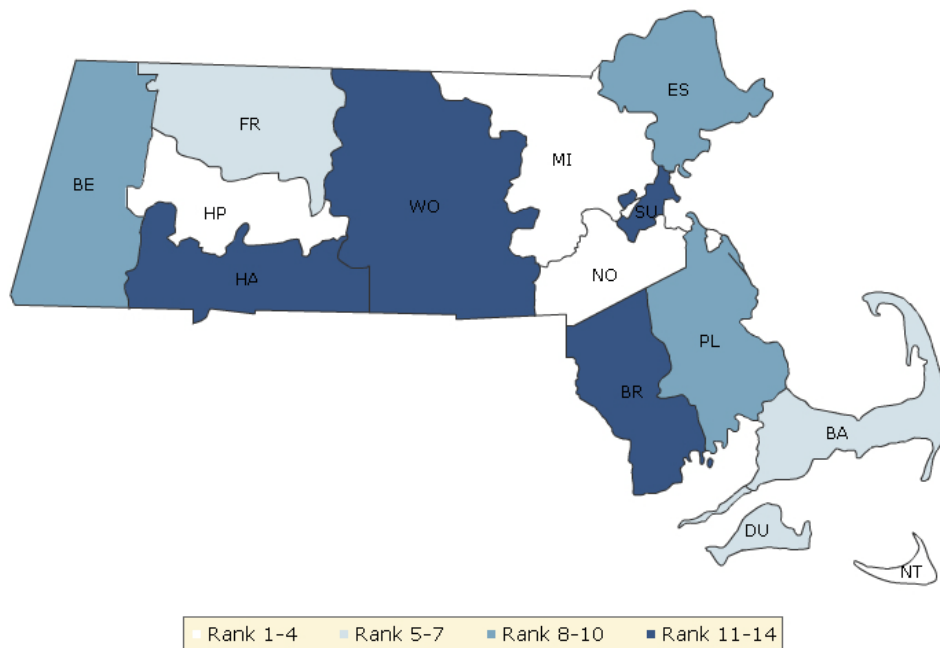 ES
FR
MI
BE
WO
HP
SU
HA
NO
PL
BR
BA
DU
NT
Rank 1-4 Rank 5-7 Rank 8-10 Rank 11-14